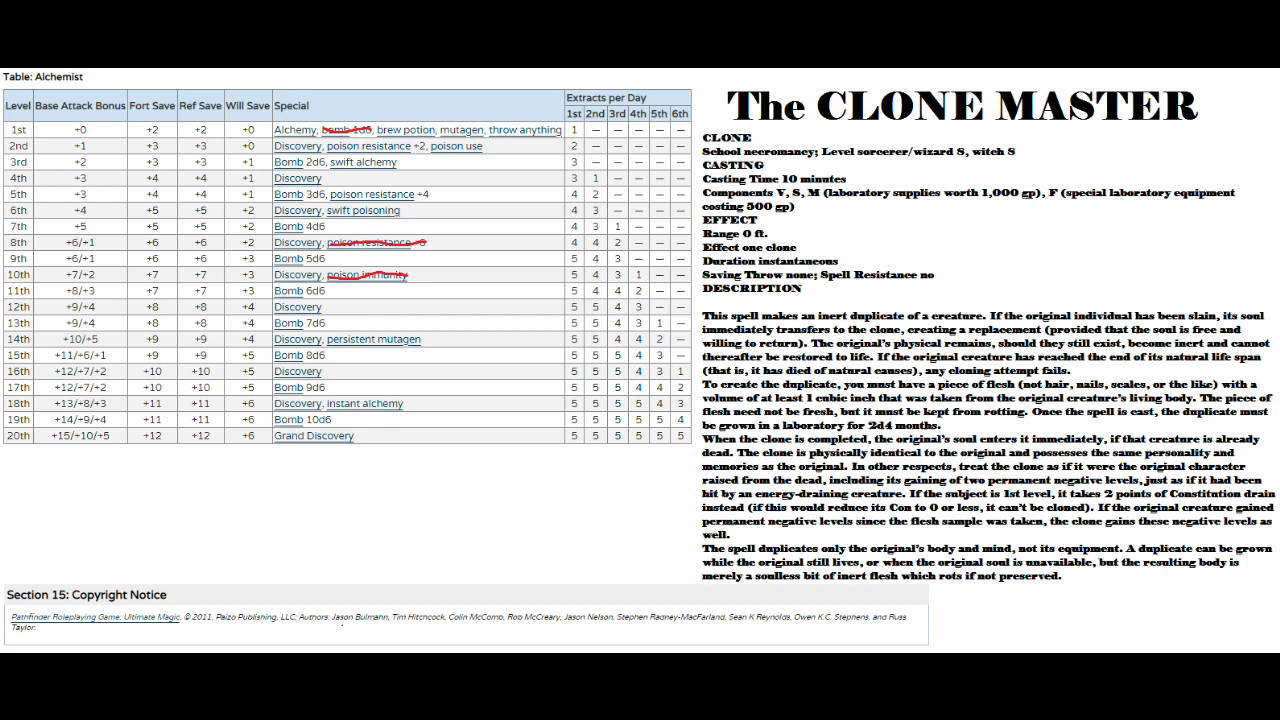 Table: Alchemist
Level Base Attack Bonus Fort Save Ref Save Will Save Special Extracts per Day
1st 2nd 3rd 4th 5th 6th
1st +0 +2 +2 +0 Alchemy, bomb 1d6, brew potion, mutagen, throw anything 1 — — — — —
2nd +1 +3 +3 +0 Discovery, poison resistance +2, poison use 2 — — — — —
3rd +2 +3 +3 +1 Bomb 2d6, swift alchemy 3 — — — — —
4th +3 +4 +4 +1 Discovery 3 1 — — — —
5th +3 +4 +4 +1 Bomb 3d6, poison resistance +4 4 2 — — — —
6th +4 +5 +5 +2 Discovery, swift poisoning 4 3 — — — —
7th +5 +5 +5 +2 Bomb 4d6 4 3 1 — — —
8th +6/+1 +6 +6 +2 Discovery, poison resistance +6 4 4 2 — — —
9th +6/+1 +6 +6 +3 Bomb 5d6 5 4 3 — — —
10th +7/+2 +7 +7 +3 Discovery, poison immunity 5 4 3 1 — —
11th +8/+3 +7 +7 +3 Bomb 6d6 5 4 4 2 — —
12th +9/+4 +8 +8 +4 Discovery 5 5 4 3 — —
13th +9/+4 +8 +8 +4 Bomb 7d6 5 5 4 3 1 —
14th +10/+5 +9 +9 +4 Discovery, persistent mutagen 5 5 4 4 2 —
15th +11/+6/+1 +9 +9 +5 Bomb 8d6 5 5 5 4 3 —
16th +12/+7/+2 +10 +10 +5 Discovery 5 5 5 4 3 1
17th +12/+7/+2 +10 +10 +5 Bomb 9d6 5 5 5 4 4 2
18th +13/+8/+3 +11 +11 +6 Discovery, instant alchemy 5 5 5 5 4 3
19th +14/+9/+4 +11 +11 +6 Bomb 10d6 5 5 5 5 5 4
20th +15/+10/+5 +12 +12 +6 Grand Discovery 5 5 5 5 5 5
The CLONE MASTER
CLONE
School necromancy; Level sorcerer/wizard 8, witch 8
CASTING
Casting Time 10 minutes
Components V, S, M (laboratory supplies worth 1,000 gp), F (special laboratory equipment
costing 500 gp)
EFFECT
Range 0 ft.
Effect one clone
Duration instantaneous
Saving Throw none; Spell Resistance no
DESCRIPTION
This spell makes an inert duplicate of a creature. If the original individual has been slain, its soul
immediately transfers to the clone, creating a replacement (provided that the soul is free and
willing to return). The original's physical remains, should they still exist, become inert and cannot
thereafter be restored to life. If the original creature has reached the end of its natural life span
(that is, it has died of natural causes), any cloning attempt fails.
To create the duplicate, you must have a piece of flesh (not hair, nails, scales, or the like) with a
volume of at least 1 cubic inch that was taken from the original creature's living body. The piece of
flesh need not be fresh, but it must be kept from rotting. Once the spell is cast, the duplicate must
be grown in a laboratory for 2d4 months.
When the clone is completed, the original's soul enters it immediately, if that creature is already
dead. The clone is physically identical to the original and possesses the same personality and
memories as the original. In other respects, treat the clone as if it were the original character
raised from the dead, including its gaining of two permanent negative levels, just as if it had been
hit by an energy-draining creature. If the subject is 1st level, it takes 2 points of Constitution drain
instead (if this would reduce its Con to 0 or less, it can't be cloned). If the original creature gained
permanent negative levels since the flesh sample was taken, the clone gains these negative levels as
well.
The spell duplicates only the original's body and mind, not its equipment. A duplicate can be grown
while the original still lives, or when the original soul is unavailable, but the resulting body is
merely a soulless bit of inert flesh which rots if not preserved.
Section 15: Copyright Notice
Pathfinder Roleplaying Game: Ultimate Magic. © 2011, Paizo Publishing, LLC; Authors: Jason Bulmann, Tim Hitchcock, Colin McComb, Rob McCreary, Jason Nelson, Stephen Radney-MacFarland, Sean K Reynolds, Owen K.C. Stephens, and Russ
Taylor.